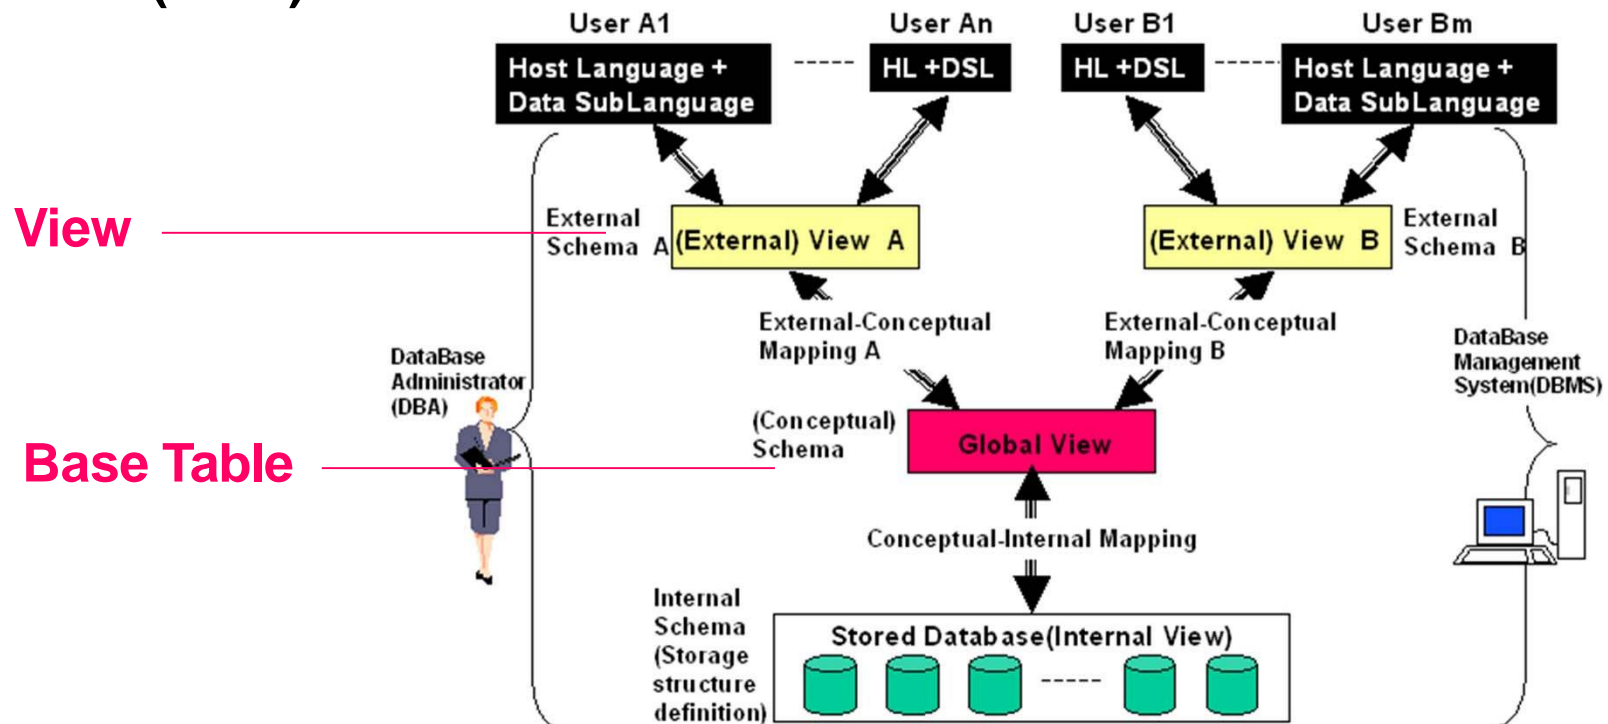 User A1
User An
User B1
User Bm
Host Language +
Data SubLanguage
-----
HL +DSL
HL +DSL
------
Host Language +
Data SubLanguage
View
External
Schema A
(External) View A
(External) View B
External
Schema B
External-Conceptual
Mapping A
External-Conceptual
Mapping B
DataBase
Administrator
(DBA)
DataBase
Management
System(DBMS)
Base Table
(Conceptual)
Schema
Global View
Conceptual-Internal Mapping
Internal
Schema
(Storage
structure
definition)
Stored Database(Internal View)
-----